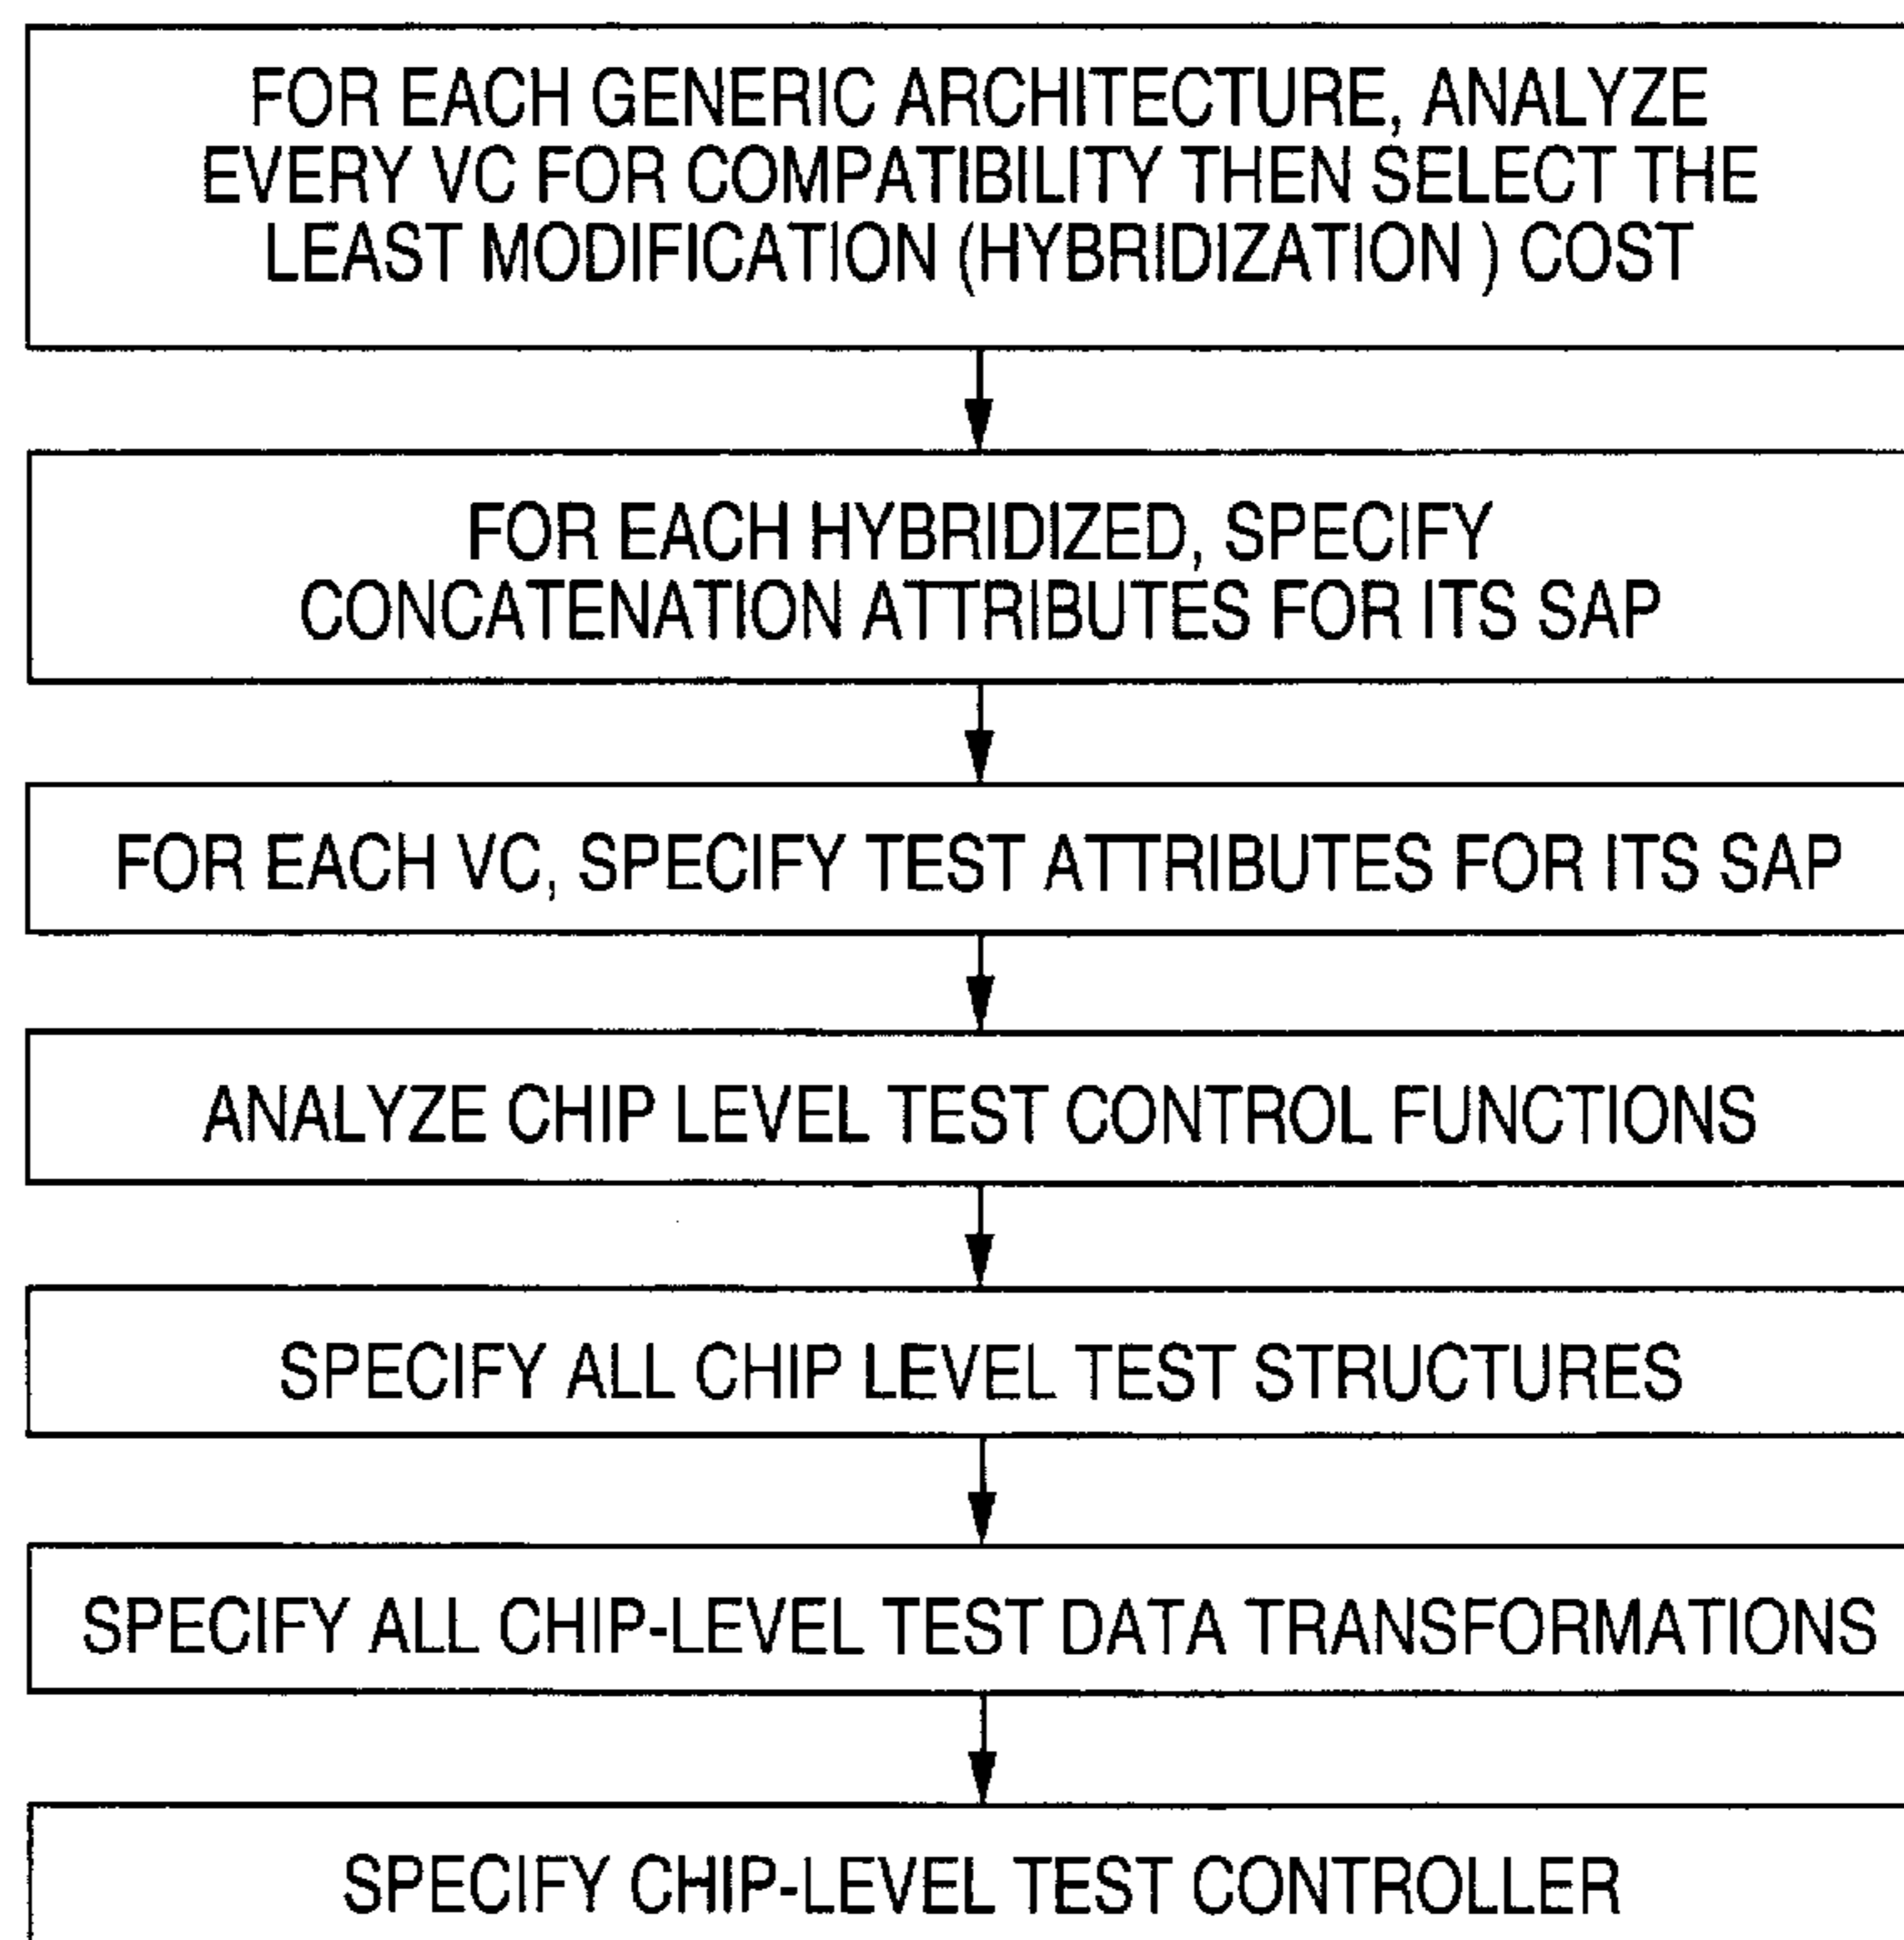 FOR EACH GENERIC ARCHITECTURE, ANALYZE
EVERY VC FOR COMPATIBILITY THEN SELECT THE
LEAST MODIFICATION (HYBRIDIZATION ) COST
FOR EACH HYBRIDIZED, SPECIFY
CONCATENATION ATTRIBUTES FOR ITS SAP
FOR EACH VC, SPECIFY TEST ATTRIBUTES FOR ITS SAP
ANALYZE CHIP LEVEL TEST CONTROL FUNCTIONS
SPECIFY ALL CHIP LEVEL TEST STRUCTURES
SPECIFY ALL CHIP-LEVEL TEST DATA TRANSFORMATIONS
SPECIFY CHIP-LEVEL TEST CONTROLLER